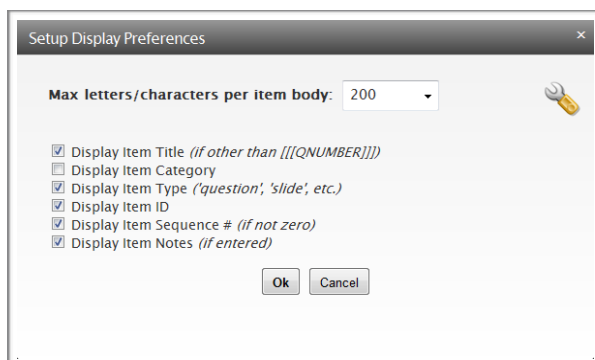 Setup Display Preferences ×
Max letters/characters per item body: 200
Display Item Title (if other than [[[QNUMBER]]])
Display Item Category
Display Item Type ('question', 'slide', etc.)
Display Item ID
Display Item Sequence # (if not zero)
Display Item Notes (if entered)
Ok Cancel